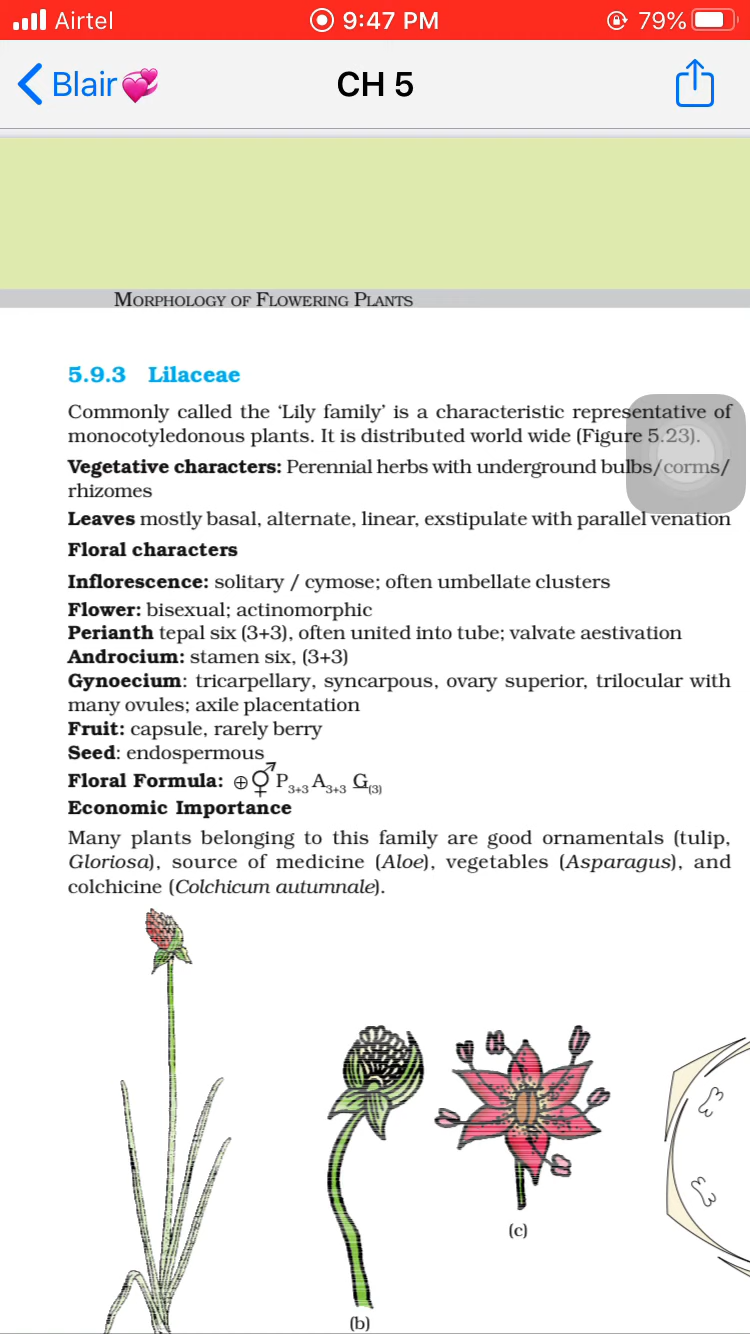 Airtel 9:47 PM 79%
Blair💞 CH 5
MORPHOLOGY OF FLOWERING PLANTS
5.9.3 Lilaceae
Commonly called the ‘Lily family’ is a characteristic representative of
monocotyledonous plants. It is distributed world wide (Figure 5.23).
Vegetative characters: Perennial herbs with underground bulbs/corms/
rhizomes
Leaves mostly basal, alternate, linear, exstipulate with parallel venation
Floral characters
Inflorescence: solitary / cymose; often umbellate clusters
Flower: bisexual; actinomorphic
Perianth tepal six (3+3), often united into tube; valvate aestivation
Androcium: stamen six, (3+3)
Gynoecium: tricarpellary, syncarpous, ovary superior, trilocular with
many ovules; axile placentation
Fruit: capsule, rarely berry
Seed: endospermous
Floral Formula: ⊕ ⚥ P3+3 A3+3 G(3)
Economic Importance
Many plants belonging to this family are good ornamentals (tulip,
Gloriosa), source of medicine (Aloe), vegetables (Asparagus), and
colchicine (Colchicum autumnale).
(c)
(b)